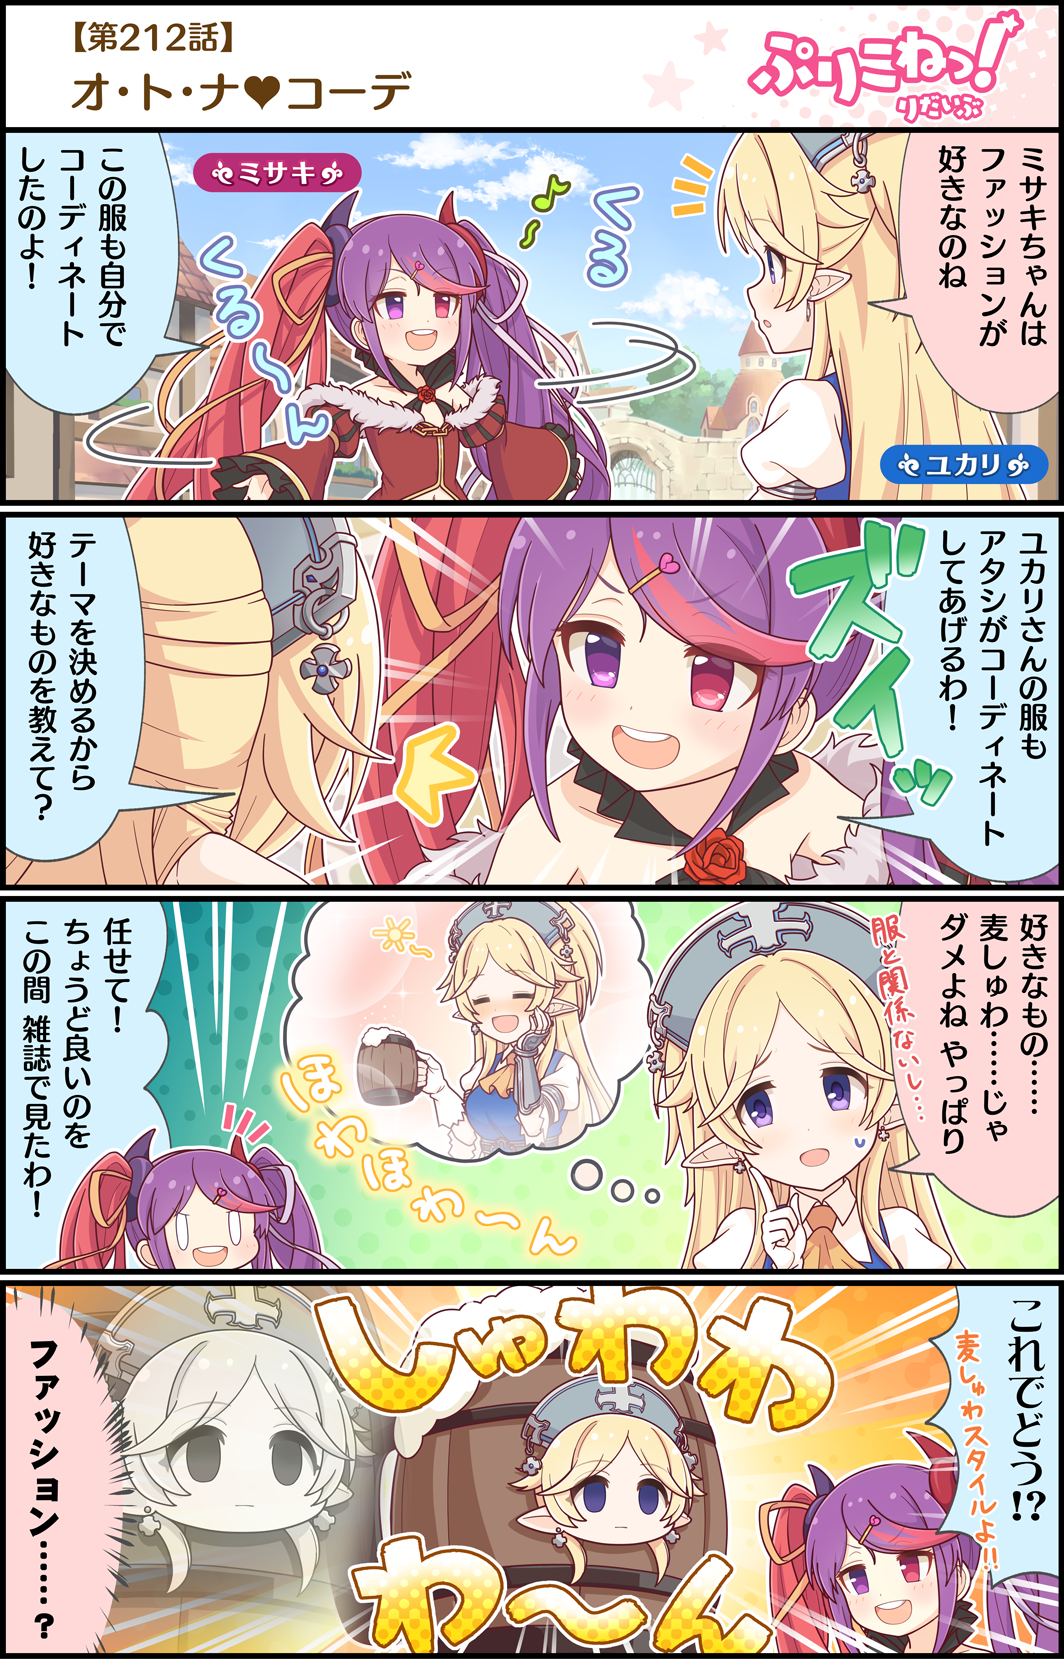 【第212話】
オ・ト・ナ♥コーデ
ぷりこねっ!
りだいぶ
ミサキちゃんは
ファッションが
好きなのね
ユカリ
くる
くる〜ん
ミサキ
この服も自分で
コーディネート
したのよ!
ユカリさんの服も
アタシがコーディネート
してあげるわ!
ズイッ
テーマを決めるから
好きなものを教えて?
好きなもの……
麦しゅわ……じゃ
ダメよね やっぱり
服と関係ないし…
ほわほわ〜ん
任せて!
ちょうど良いのを
この間 雑誌で見たわ!
これでどう!?
麦しゅわスタイルよ!!
しゅわわ
わ〜ん
ファッション……?